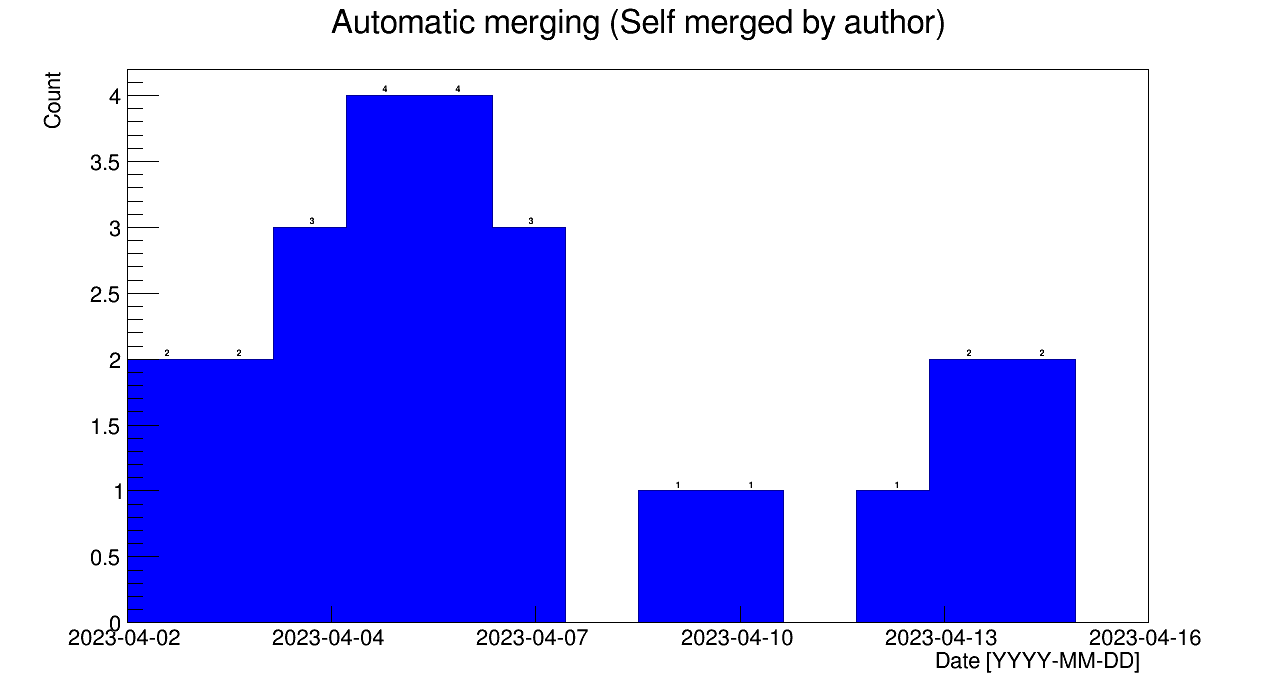 Automatic merging (Self merged by author)
Count
4
3.5
3
2.5
2
1.5
1
0.5
0
2 2 3 4 4 3 1 1 1 2 2
2023-04-02 2023-04-04 2023-04-07 2023-04-10 2023-04-13 2023-04-16
Date [YYYY-MM-DD]